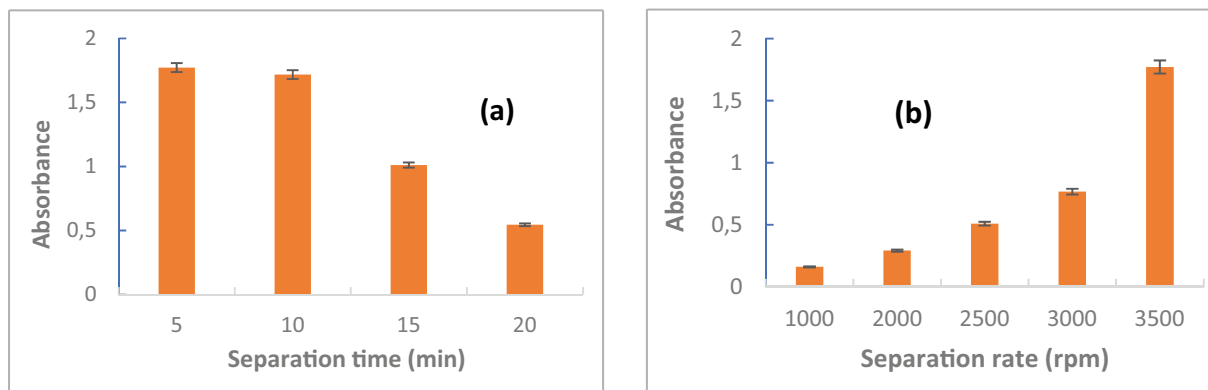 2
1,5
1
0,5
0
Absorbance
(a)
5 10 15 20
Separation time (min)
2
1,5
1
0,5
0
Absorbance
(b)
1000 2000 2500 3000 3500
Separation rate (rpm)